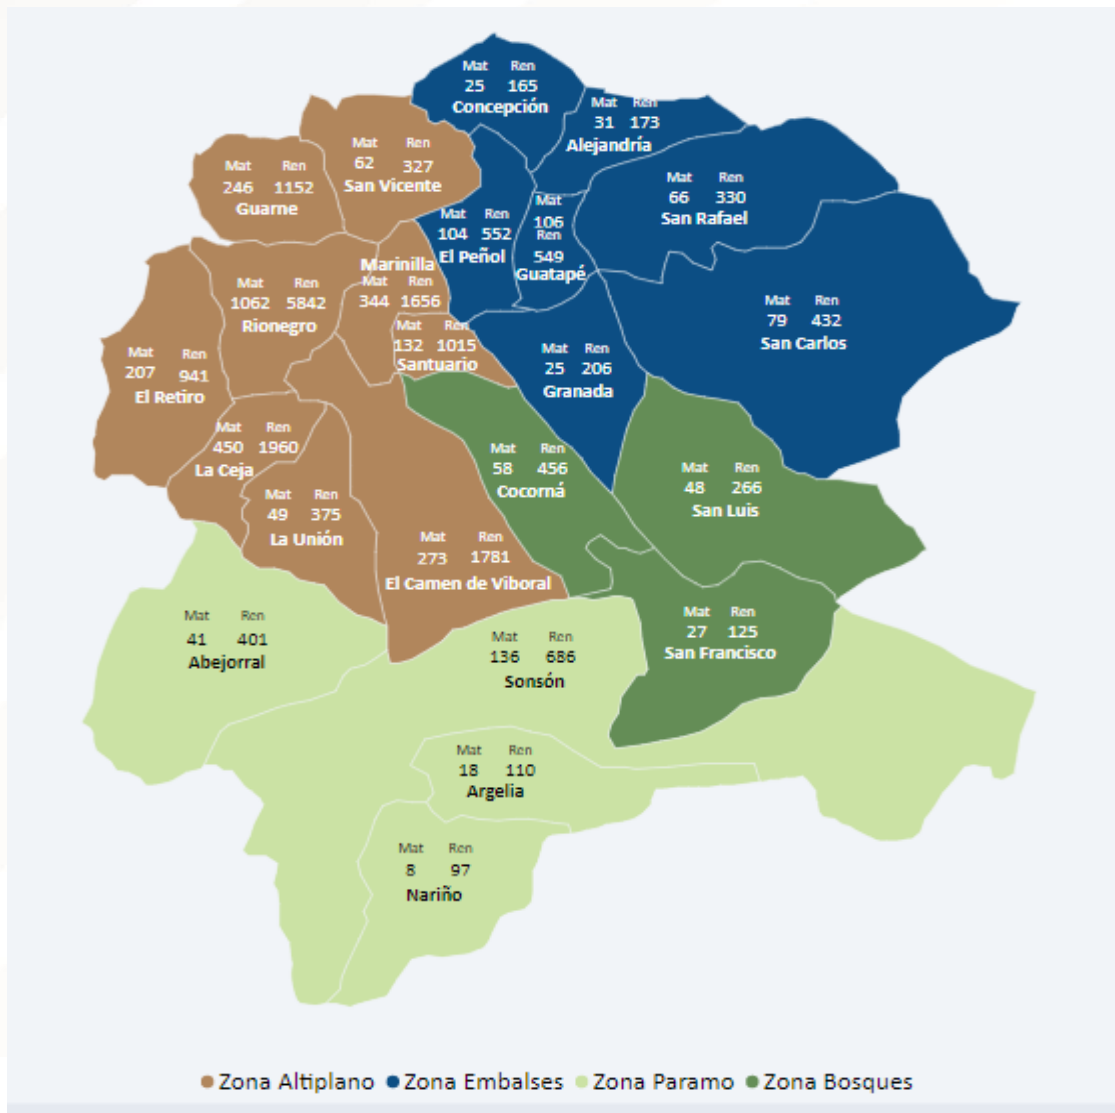 Mat Ren
25 165
Concepción
Mat Ren
31 173
Alejandría
Mat Ren
62 327
San Vicente
Mat Ren
246 1152
Guarne
Mat Ren
66 330
San Rafael
Mat Ren
104 552
El Peñol
Mat
106
Ren
549
Guatapé
Marinilla
Mat Ren
344 1656
Mat Ren
1062 5842
Rionegro
Mat Ren
79 432
San Carlos
Mat Ren
132 1015
Santuario
Mat Ren
207 941
El Retiro
Mat Ren
25 206
Granada
Mat Ren
450 1960
La Ceja
Mat Ren
58 456
Cocorná
Mat Ren
48 266
San Luis
Mat Ren
49 375
La Unión
Mat Ren
273 1781
El Camen de Viboral
Mat Ren
41 401
Abejorral
Mat Ren
27 125
San Francisco
Mat Ren
136 686
Sonsón
Mat Ren
18 110
Argelia
Mat Ren
8 97
Nariño
Zona Altiplano Zona Embalses Zona Paramo Zona Bosques